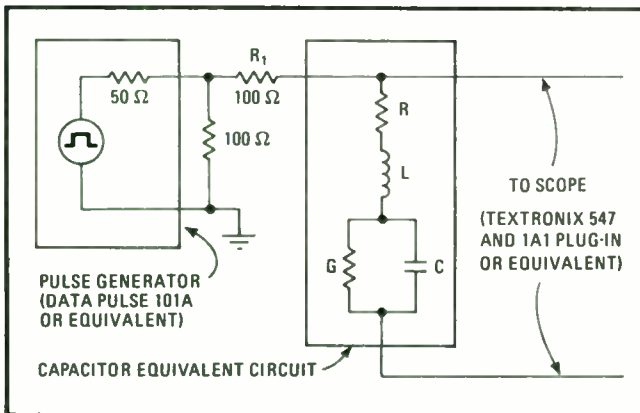 R1
50 Ω
100 Ω
100 Ω
R
L
G
C
TO SCOPE
(TEXTRONIX 547
AND 1A1 PLUG-IN
OR EQUIVALENT)
PULSE GENERATOR
(DATA PULSE 101A
OR EQUIVALENT)
CAPACITOR EQUIVALENT CIRCUIT